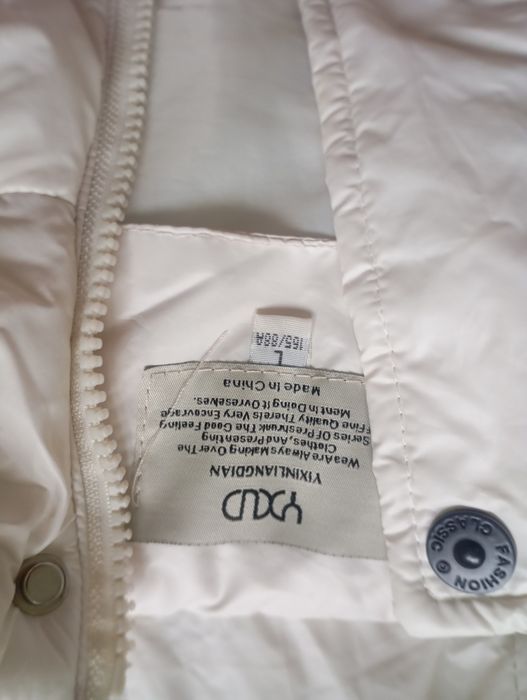 YXLD
YIXINLIANGDIAN
We Are Always Making Over The
Clothes, And Presenting
Series Of Preshrunk The Good Feeling
Fine Quality There Is Very Encourage
Ment In Doing It Ovreselves.
Made In China
L
165/88A
FASHION
CLASSIC